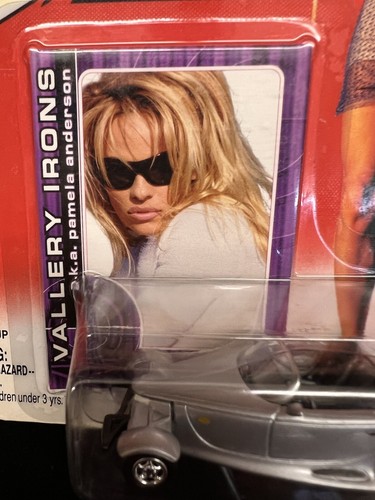 VALLERY IRONS
a.k.a. pamela anderson
UP
G:
AZARD--
dren under 3 yrs.